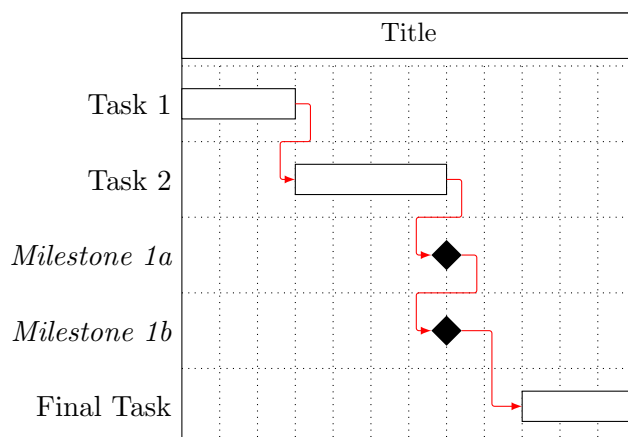 Title
Task 1
Task 2
Milestone 1a
Milestone 1b
Final Task